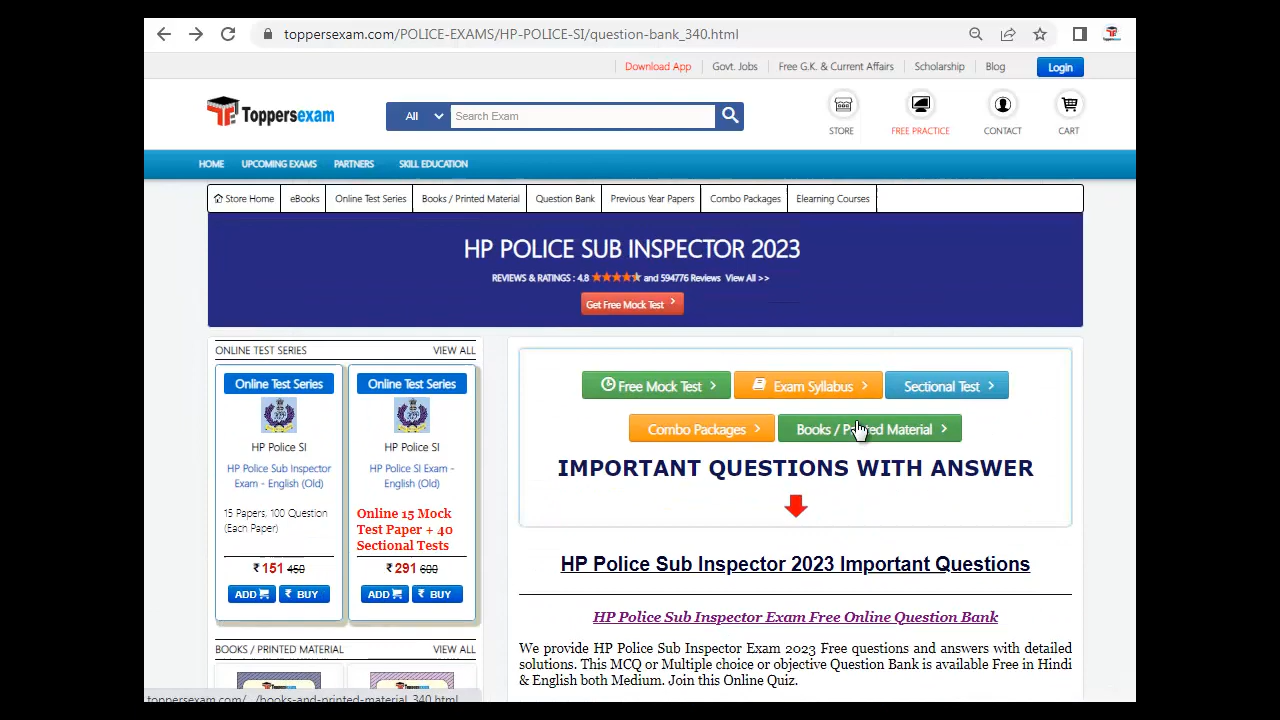 toppersexam.com/POLICE-EXAMS/HP-POLICE-SI/question-bank_340.html
Download App
Govt. Jobs
Free G.K. & Current Affairs
Scholarship
Blog
Login
Toppersexam
All
Search Exam
STORE
FREE PRACTICE
CONTACT
CART
HOME
UPCOMING EXAMS
PARTNERS
SKILL EDUCATION
Store Home
eBooks
Online Test Series
Books / Printed Material
Question Bank
Previous Year Papers
Combo Packages
Elearning Courses
HP POLICE SUB INSPECTOR 2023
REVIEWS & RATINGS : 4.8 and 594776 Reviews View All >>
Get Free Mock Test
ONLINE TEST SERIES
VIEW ALL
Online Test Series
HP Police SI
HP Police Sub Inspector
Exam - English (Old)
15 Papers, 100 Question
(Each Paper)
₹ 151 450
ADD
₹ BUY
Online Test Series
HP Police SI
HP Police SI Exam -
English (Old)
Online 15 Mock
Test Paper + 40
Sectional Tests
₹ 291 600
ADD
₹ BUY
BOOKS / PRINTED MATERIAL
VIEW ALL
Free Mock Test
Exam Syllabus
Sectional Test
Combo Packages
Books / Printed Material
IMPORTANT QUESTIONS WITH ANSWER
HP Police Sub Inspector 2023 Important Questions
HP Police Sub Inspector Exam Free Online Question Bank
We provide HP Police Sub Inspector Exam 2023 Free questions and answers with detailed
solutions. This MCQ or Multiple choice or objective Question Bank is available Free in Hindi
& English both Medium. Join this Online Quiz.
toppersexam.com/.../books-and-printed-material_340.html